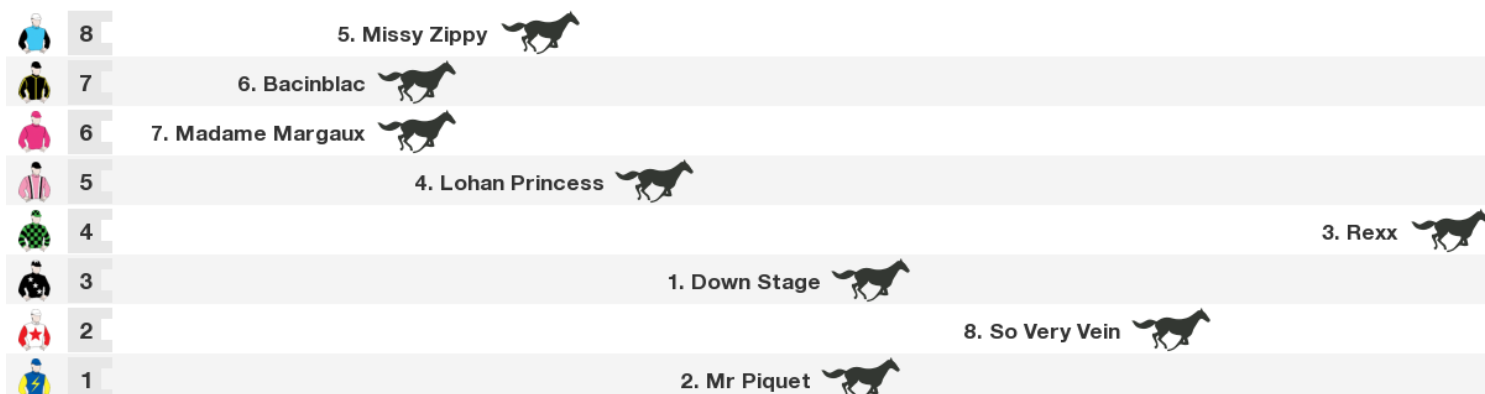 8 5. Missy Zippy
7 6. Bacinblac
6 7. Madame Margaux
5 4. Lohan Princess
4 3. Rexx
3 1. Down Stage
2 8. So Very Vein
1 2. Mr Piquet